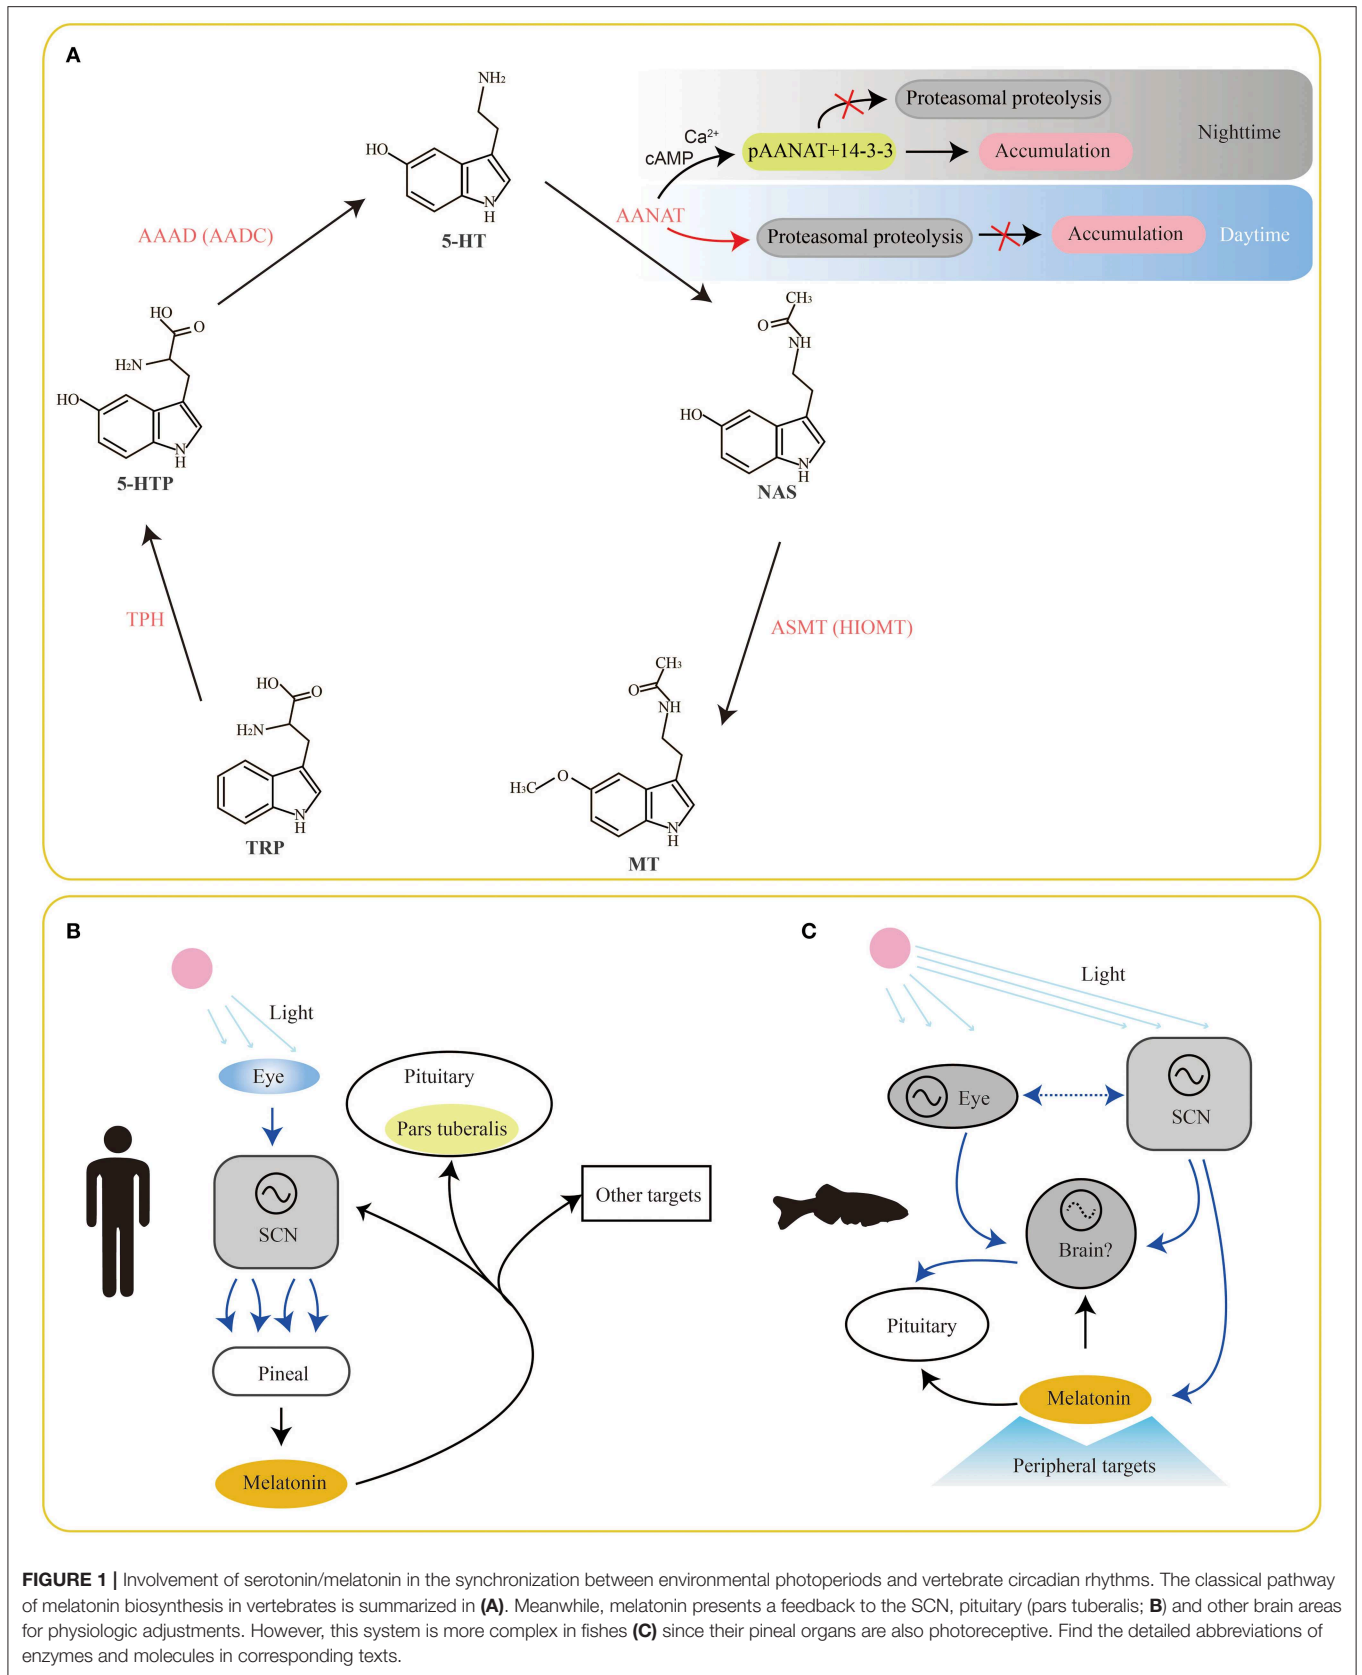 A
NH₂
HO
N
H
5-HT
AAAD (AADC)
Ca²⁺
cAMP
pAANAT+14-3-3
Proteasomal proteolysis
Accumulation
Nighttime
AANAT
Proteasomal proteolysis
Accumulation
Daytime
HO
O
H₂N
HO
N
H
5-HTP
CH₃
O
NH
HO
N
H
NAS
TPH
ASMT (HIOMT)
HO
O
H₂N
N
H
TRP
CH₃
O
NH
H₃C
O
N
H
MT
B
Light
Eye
Pituitary
Pars tuberalis
SCN
Other targets
Pineal
Melatonin
C
Light
Eye
SCN
Brain?
Pituitary
Melatonin
Peripheral targets
FIGURE 1 | Involvement of serotonin/melatonin in the synchronization between environmental photoperiods and vertebrate circadian rhythms. The classical pathway
of melatonin biosynthesis in vertebrates is summarized in (A). Meanwhile, melatonin presents a feedback to the SCN, pituitary (pars tuberalis; B) and other brain areas
for physiologic adjustments. However, this system is more complex in fishes (C) since their pineal organs are also photoreceptive. Find the detailed abbreviations of
enzymes and molecules in corresponding texts.